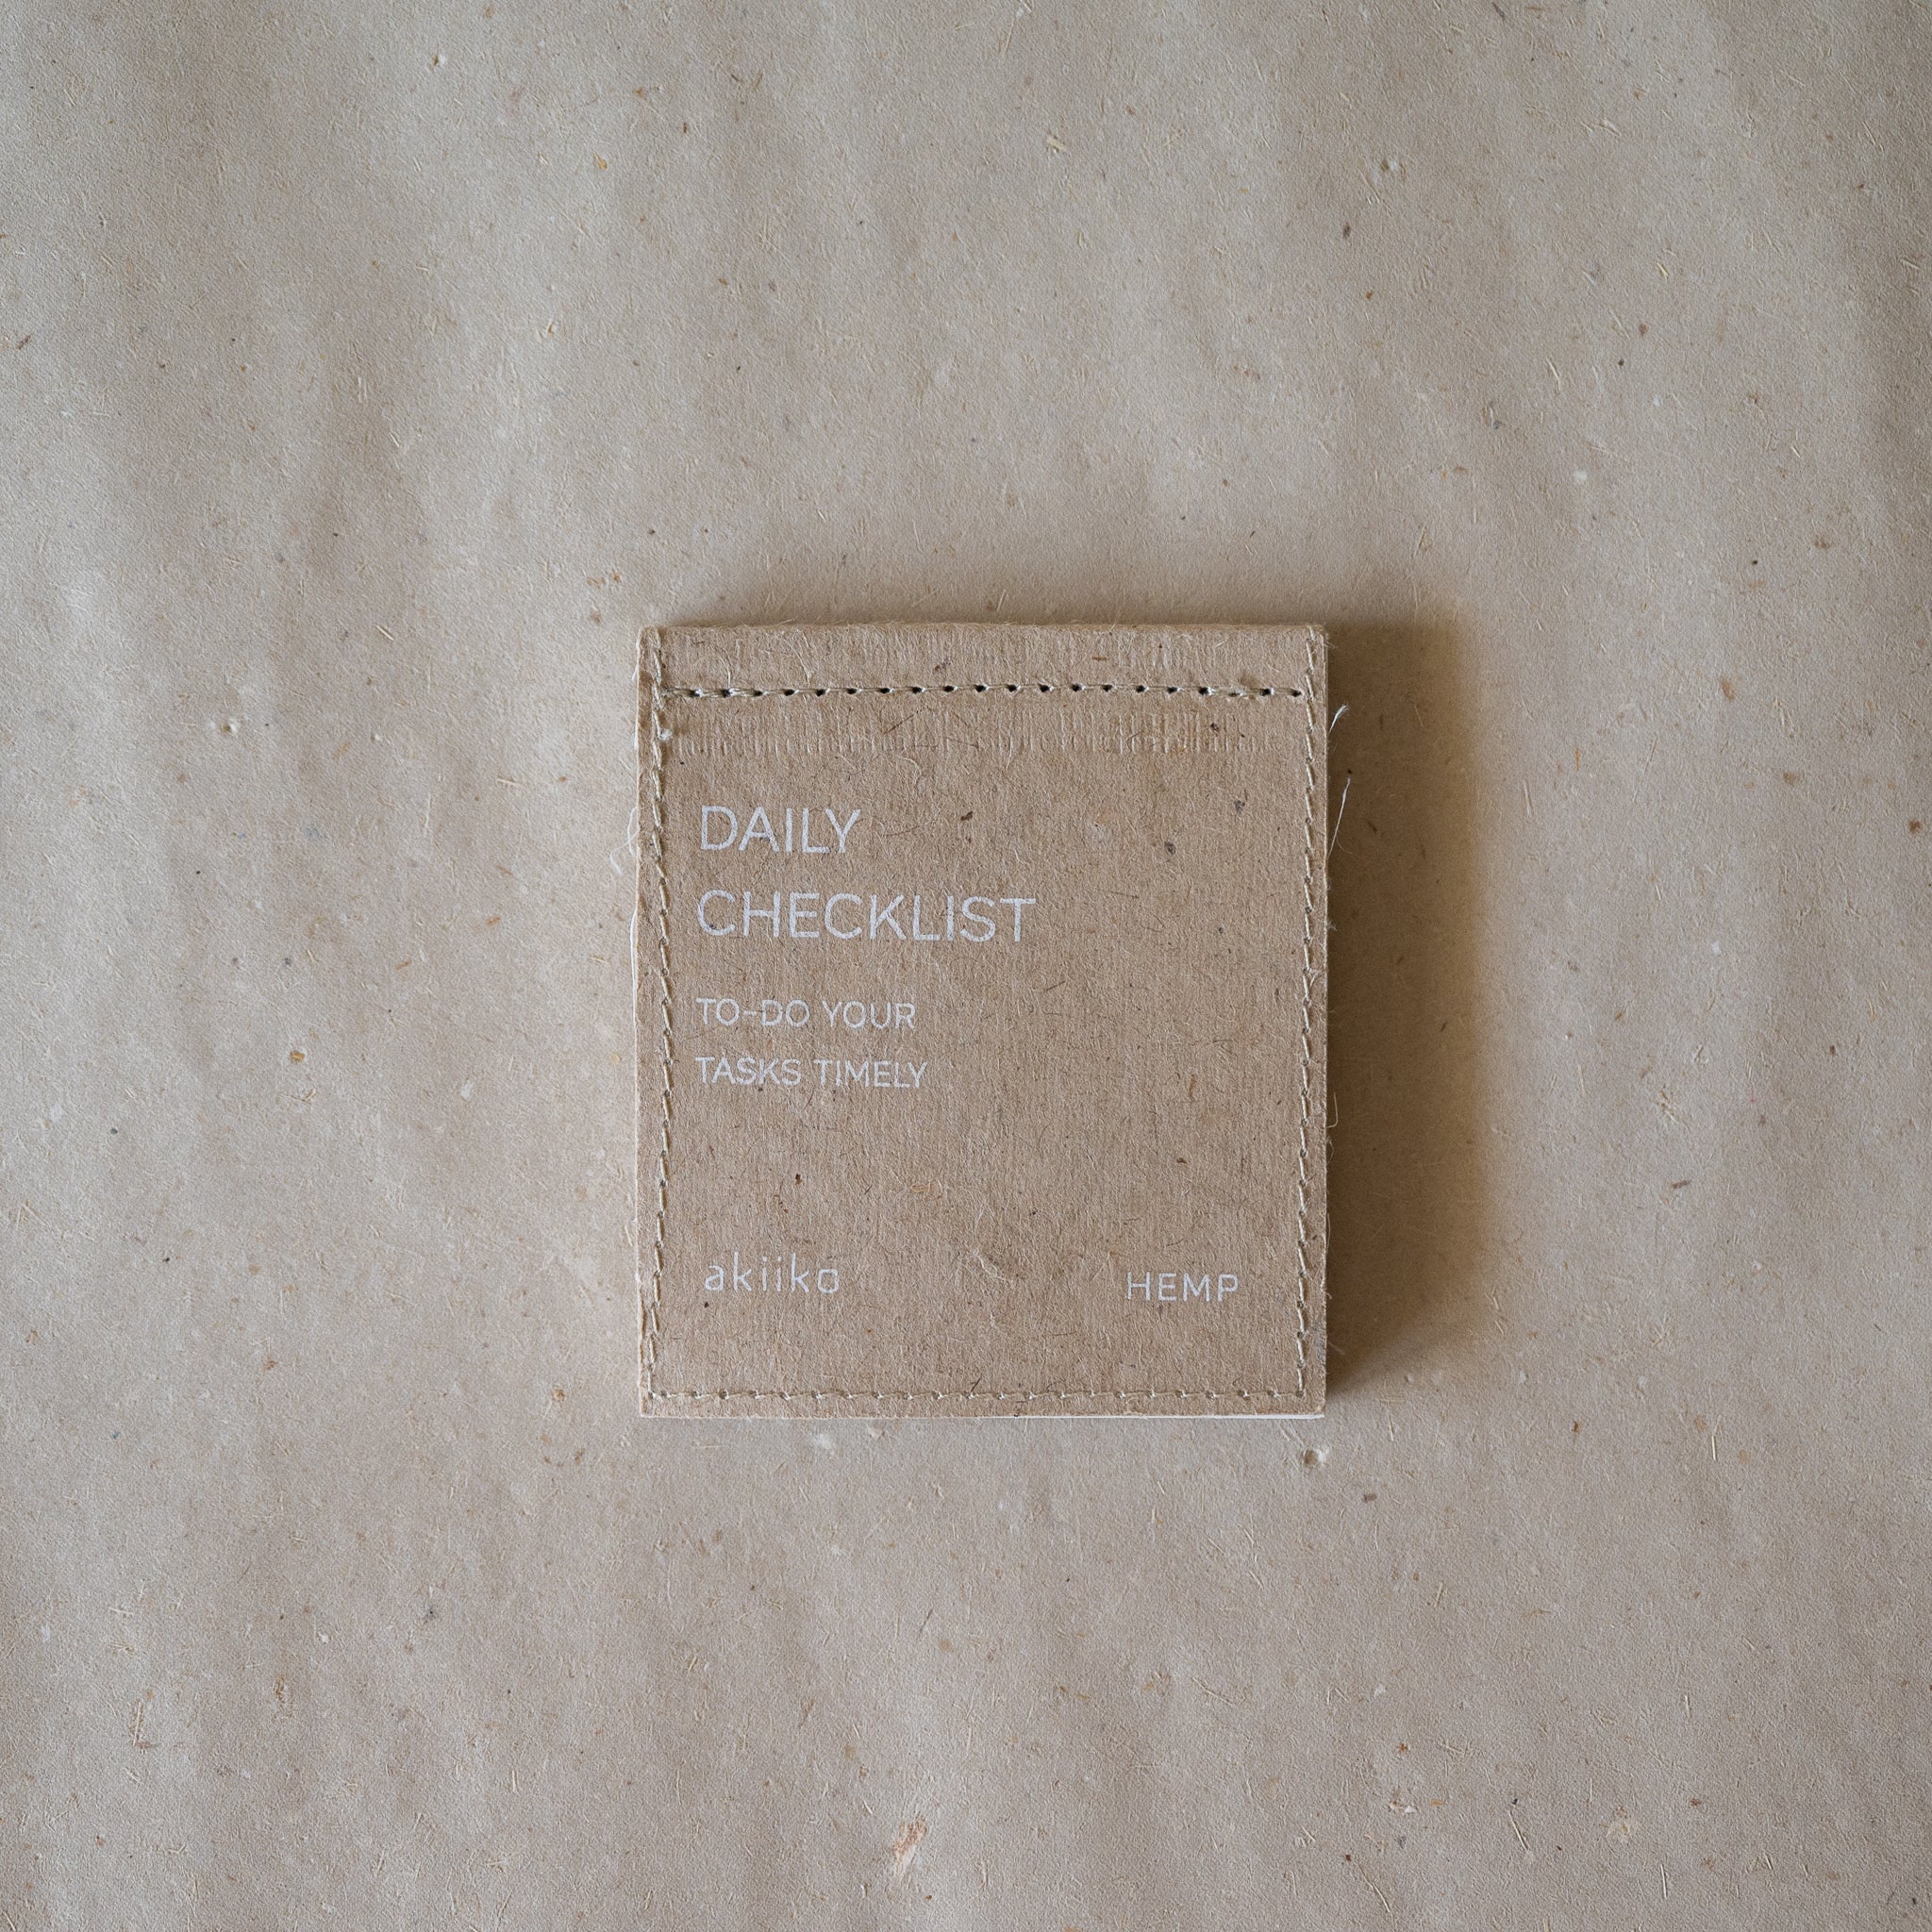 DAILY
CHECKLIST
TO-DO YOUR
TASKS TIMELY
akiiko
HEMP